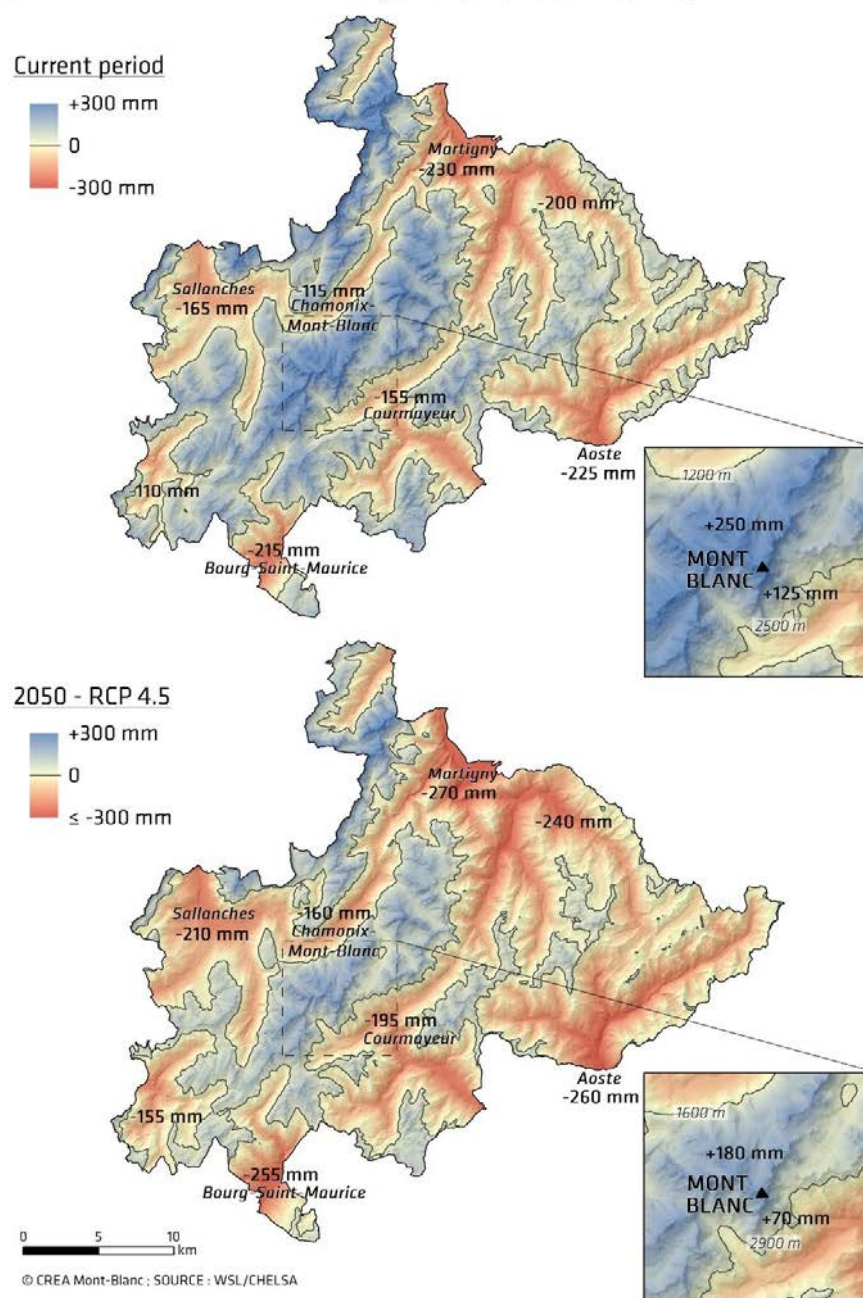 Current period
+300 mm
0
-300 mm
Martigny
-230 mm
-200 mm
Sallanches
-165 mm
-115 mm
Chamonix-
Mont-Blanc
-155 mm
Courmayeur
Aoste
-225 mm
-110 mm
-215 mm
Bourg-Saint-Maurice
1200 m
+250 mm
MONT
BLANC
+125 mm
2500 m
2050 - RCP 4.5
+300 mm
0
≤ -300 mm
Martigny
-270 mm
-240 mm
Sallanches
-210 mm
-160 mm
Chamonix-
Mont-Blanc
-195 mm
Courmayeur
Aoste
-260 mm
-155 mm
-255 mm
Bourg-Saint-Maurice
1600 m
+180 mm
MONT
BLANC
+70 mm
2900 m
0 5 10
km
© CREA Mont-Blanc ; SOURCE : WSL/CHELSA